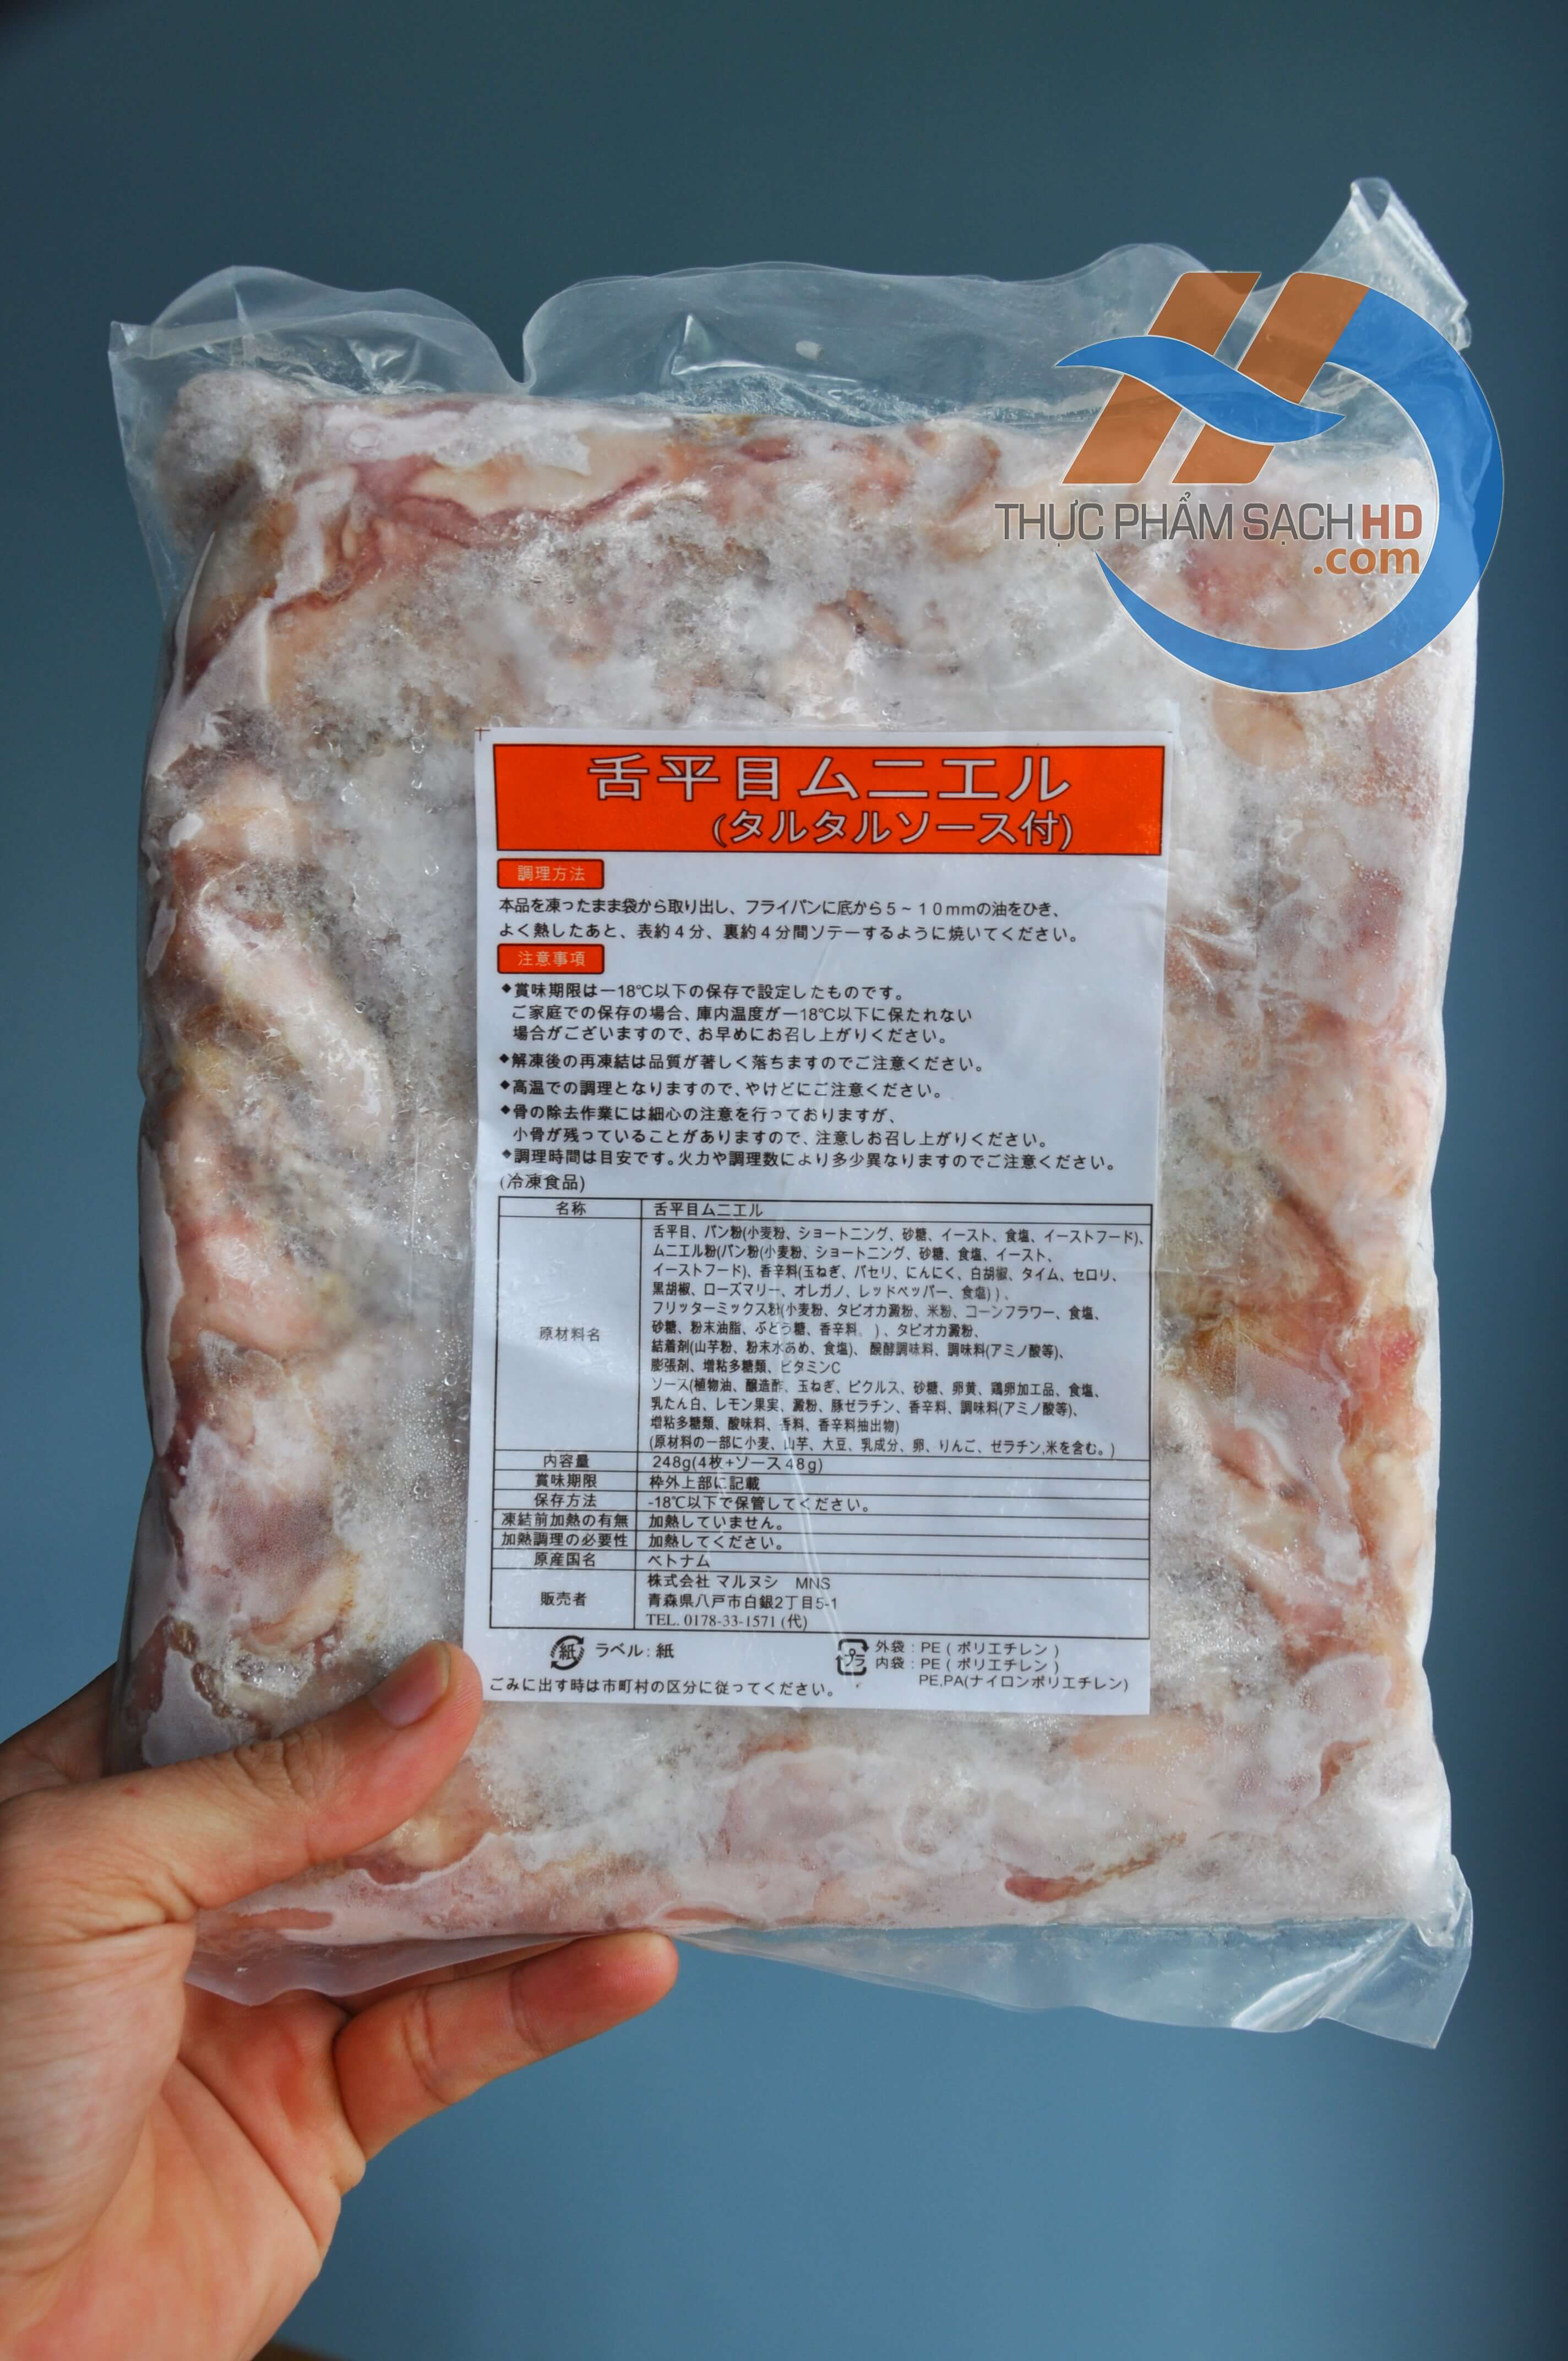 THỰC PHẨM SẠCH HD
.com
舌平目ムニエル
(タルタルソース付)
調理方法
本品を凍ったまま袋から取り出し、フライパンに底から5~10mmの油をひき、
よく熱したあと、表約4分、裏約4分間ソテーするように焼いてください。
注意事項
◆賞味期限は－18℃以下の保存で設定したものです。
ご家庭での保存の場合、庫内温度が－18℃以下に保たれない
場合がございますので、お早めにお召し上がりください。
◆解凍後の再凍結は品質が著しく落ちますのでご注意ください。
◆高温での調理となりますので、やけどにご注意ください。
◆骨の除去作業には細心の注意を行っておりますが、
小骨が残っていることがありますので、注意しお召し上がりください。
◆調理時間は目安です。火力や調理数により多少異なりますのでご注意ください。
(冷凍食品)
名称 舌平目ムニエル
原材料名
舌平目、パン粉(小麦粉、ショートニング、砂糖、イースト、食塩、イーストフード)、
ムニエル粉(パン粉(小麦粉、ショートニング、砂糖、食塩、イースト、
イーストフード)、香辛料(玉ねぎ、パセリ、にんにく、白胡椒、タイム、セロリ、
黒胡椒、ローズマリー、オレガノ、レッドペッパー、食塩))、
フリッターミックス粉(小麦粉、タピオカ澱粉、米粉、コーンフラワー、食塩、
砂糖、粉末油脂、ぶどう糖、香辛料。)、タピオカ澱粉、
結着剤(山芋粉、粉末水あめ、食塩)、醗酵調味料、調味料(アミノ酸等)、
膨張剤、増粘多糖類、ビタミンC
ソース(植物油、醸造酢、玉ねぎ、ピクルス、砂糖、卵黄、鶏卵加工品、食塩、
乳たん白、レモン果実、澱粉、豚ゼラチン、香辛料、調味料(アミノ酸等)、
増粘多糖類、酸味料、香料、香辛料抽出物)
(原材料の一部に小麦、山芋、大豆、乳成分、卵、りんご、ゼラチン,米を含む。)
内容量 248g(4枚+ソース48g)
賞味期限 枠外上部に記載
保存方法 -18℃以下で保管してください。
凍結前加熱の有無 加熱していません。
加熱調理の必要性 加熱してください。
原産国名 ベトナム
販売者
株式会社 マルヌシ MNS
青森県八戸市白銀2丁目5-1
TEL. 0178-33-1571 (代)
紙 ラベル: 紙
プラ 外袋: PE ( ポリエチレン )
内袋: PE ( ポリエチレン )
PE,PA(ナイロンポリエチレン)
ごみに出す時は市町村の区分に従ってください。